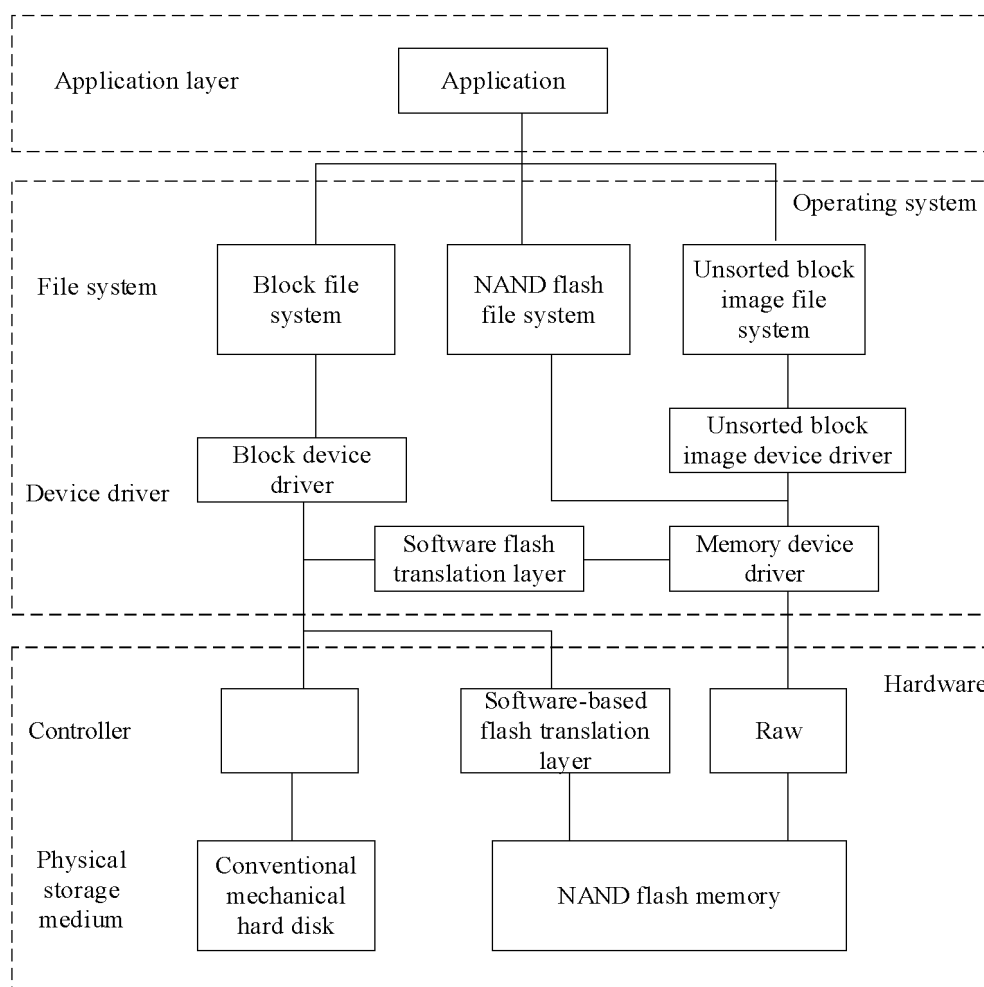 Application layer
Application
Operating system
File system
Block file
system
NAND flash
file system
Unsorted block
image file
system
Unsorted block
image device driver
Block device
driver
Device driver
Software flash
translation layer
Memory device
driver
Hardware
Controller
Software-based
flash translation
layer
Raw
Physical
storage
medium
Conventional
mechanical
hard disk
NAND flash memory